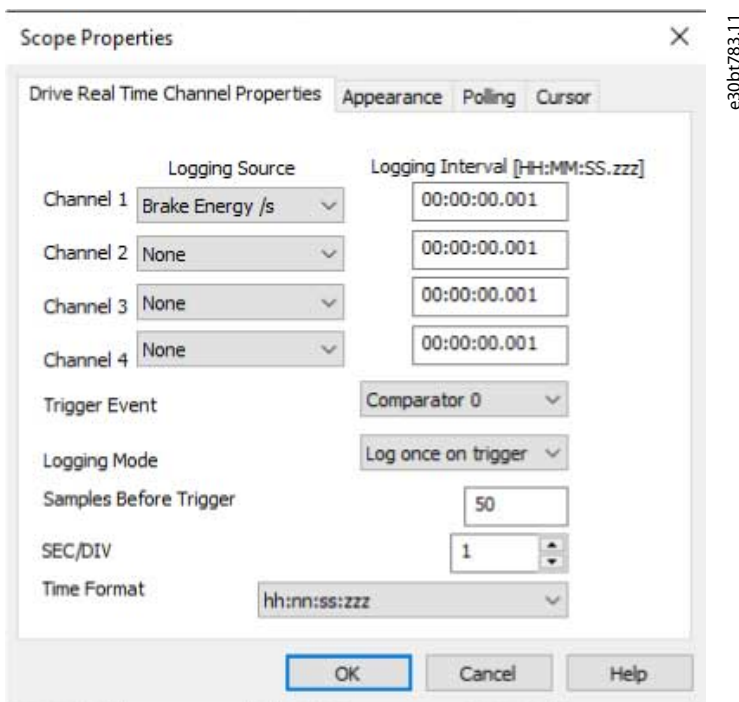 Scope Properties
e30bt783.11
Drive Real Time Channel Properties Appearance Polling Cursor
Logging Source Logging Interval [HH:MM:SS.zzz]
Channel 1 Brake Energy /s 00:00:00.001
Channel 2 None 00:00:00.001
Channel 3 None 00:00:00.001
Channel 4 None 00:00:00.001
Trigger Event Comparator 0
Logging Mode Log once on trigger
Samples Before Trigger 50
SEC/DIV 1
Time Format hh:nn:ss:zzz
OK Cancel Help